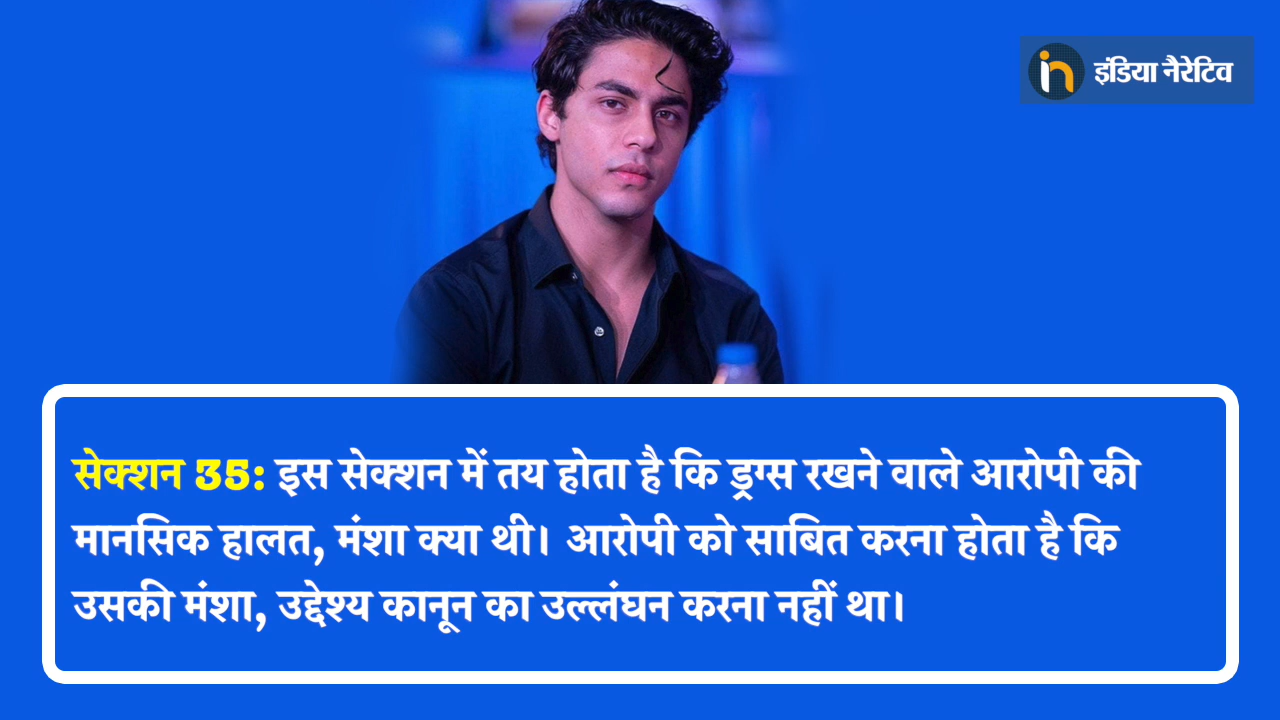 इंडिया नैरेटिव
सेक्शन 35: इस सेक्शन में तय होता है कि ड्रग्स रखने वाले आरोपी की
मानसिक हालत, मंशा क्या थी। आरोपी को साबित करना होता है कि
उसकी मंशा, उद्देश्य कानून का उल्लंघन करना नहीं था।